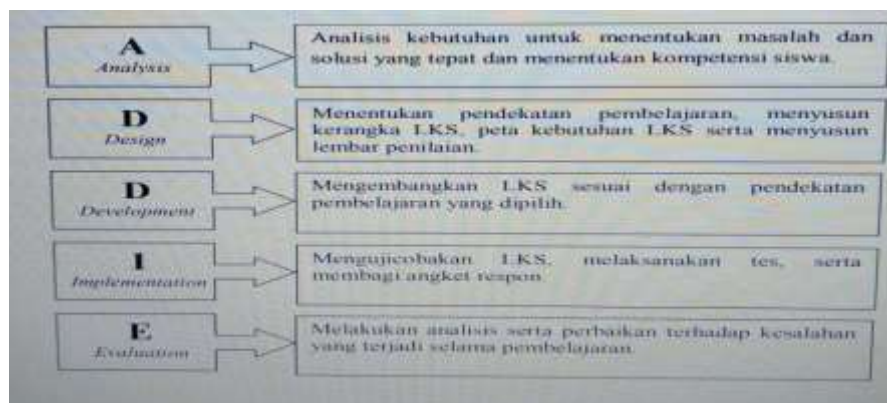 A
Analysis
Analisis kebutuhan untuk menentukan masalah dan
solusi yang tepat dan menentukan kompetensi siswa.
D
Design
Menentukan pendekatan pembelajaran, menyusun
kerangka LKS, peta kebutuhan LKS serta menyusun
lembar penilaian.
D
Development
Mengembangkan LKS sesuai dengan pendekatan
pembelajaran yang dipilih.
I
Implementation
Mengujicobakan LKS, melaksanakan tes, serta
membagi angket respon.
E
Evaluation
Melakukan analisis serta perbaikan terhadap kesalahan
yang terjadi selama pembelajaran.